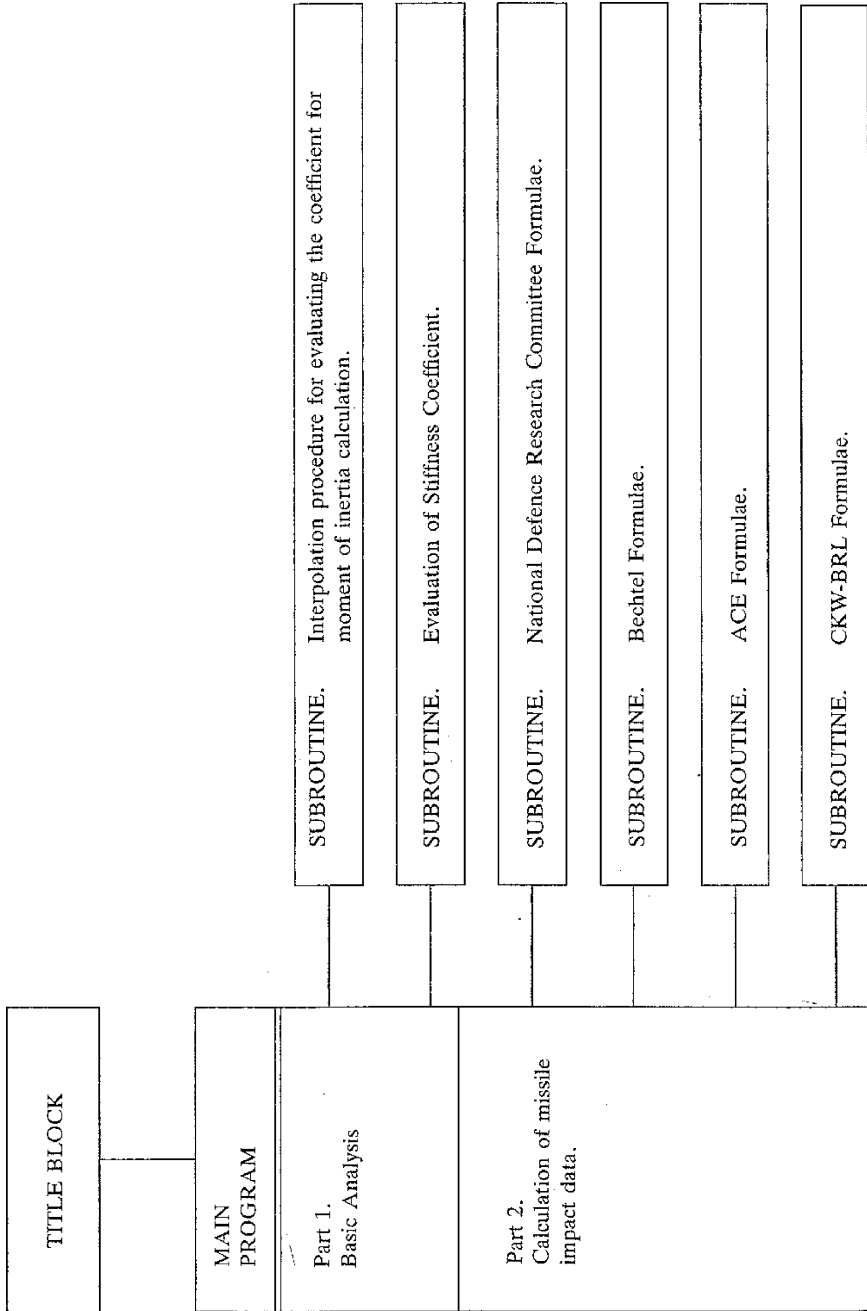 TITLE BLOCK
MAIN
PROGRAM
Part 1.
Basic Analysis
Part 2.
Calculation of missile
impact data.
SUBROUTINE. Interpolation procedure for evaluating the coefficient for
moment of inertia calculation.
SUBROUTINE. Evaluation of Stiffness Coefficient.
SUBROUTINE. National Defence Research Committee Formulae.
SUBROUTINE. Bechtel Formulae.
SUBROUTINE. ACE Formulae.
SUBROUTINE. CKW-BRL Formulae.